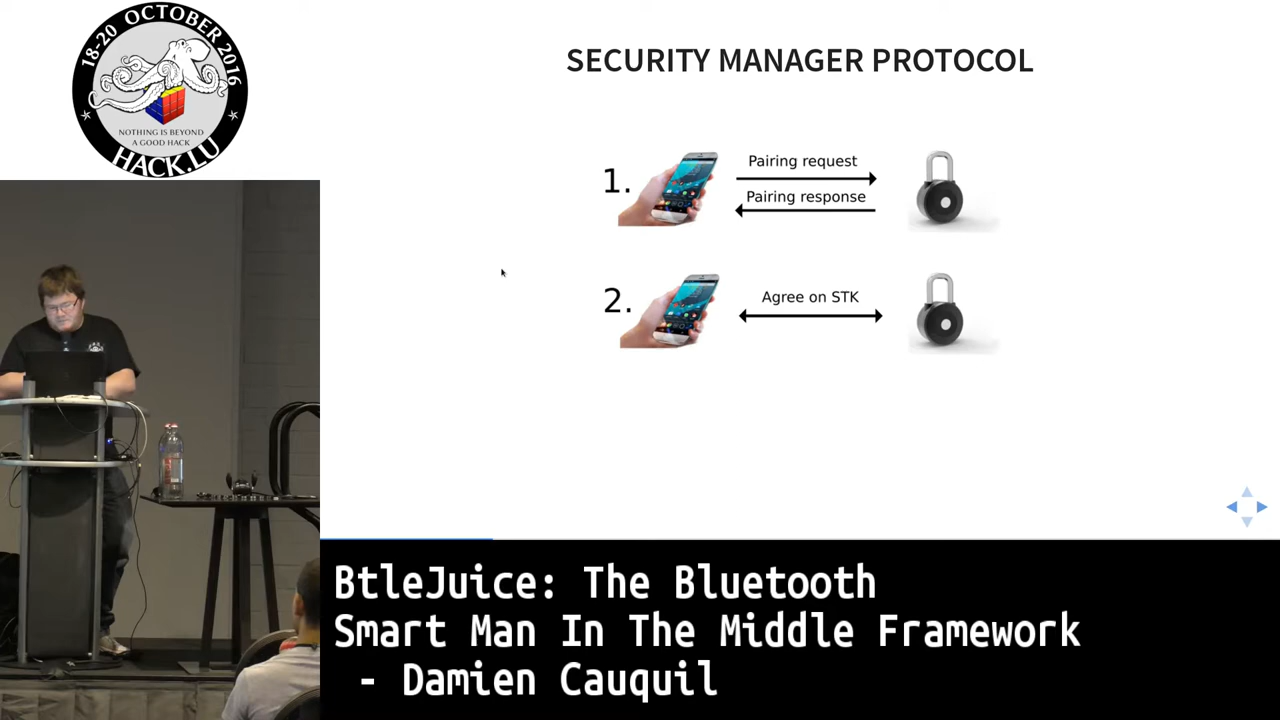 18-20 OCTOBER 2016
NOTHING IS BEYOND
A GOOD HACK
HACK.LU
SECURITY MANAGER PROTOCOL
1.
Pairing request
Pairing response
2.
Agree on STK
BtleJuice: The Bluetooth
Smart Man In The Middle Framework
- Damien Cauquil